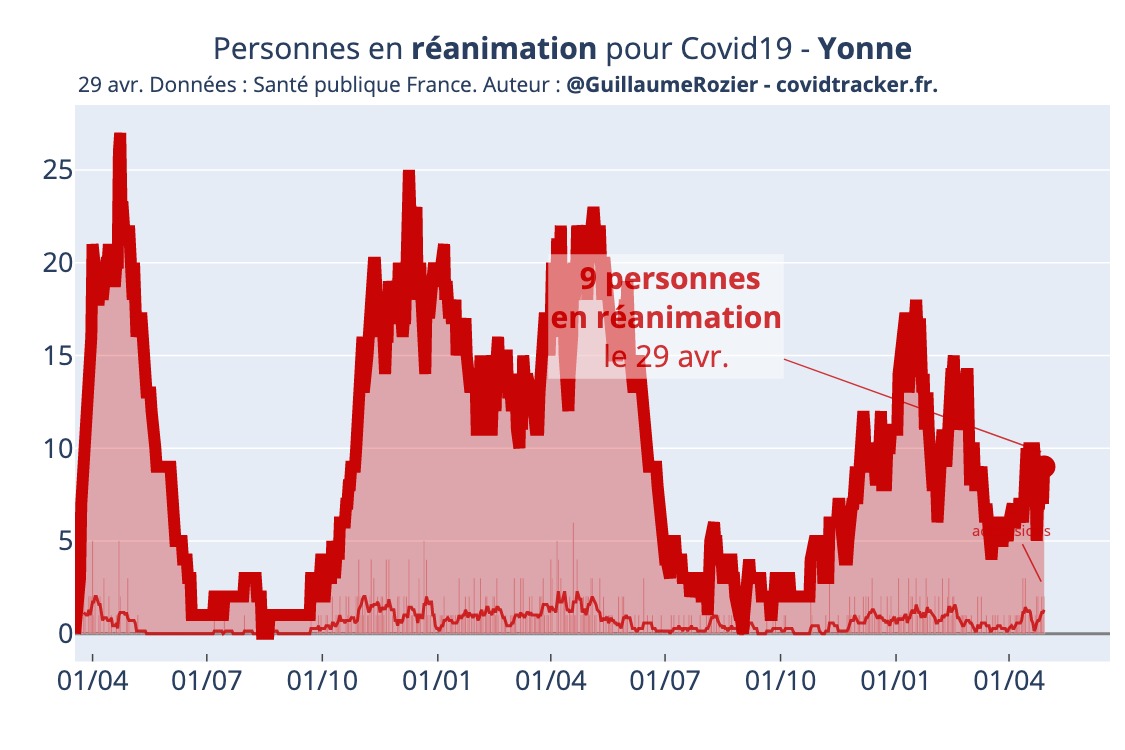 Personnes en réanimation pour Covid19 - Yonne
29 avr. Données : Santé publique France. Auteur : @GuillaumeRozier - covidtracker.fr.
25
20
15
10
5
0
9 personnes
en réanimation
le 29 avr.
01/04 01/07 01/10 01/01 01/04 01/07 01/10 01/01 01/04